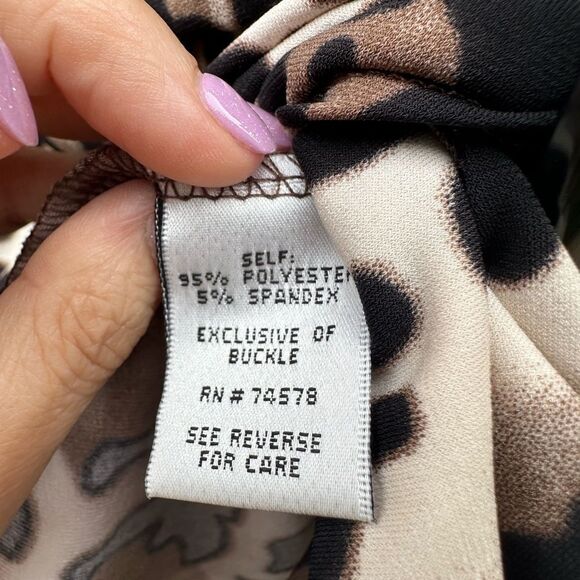 SELF:
95% POLYESTER
5% SPANDEX
EXCLUSIVE OF
BUCKLE
RN # 74578
SEE REVERSE
FOR CARE